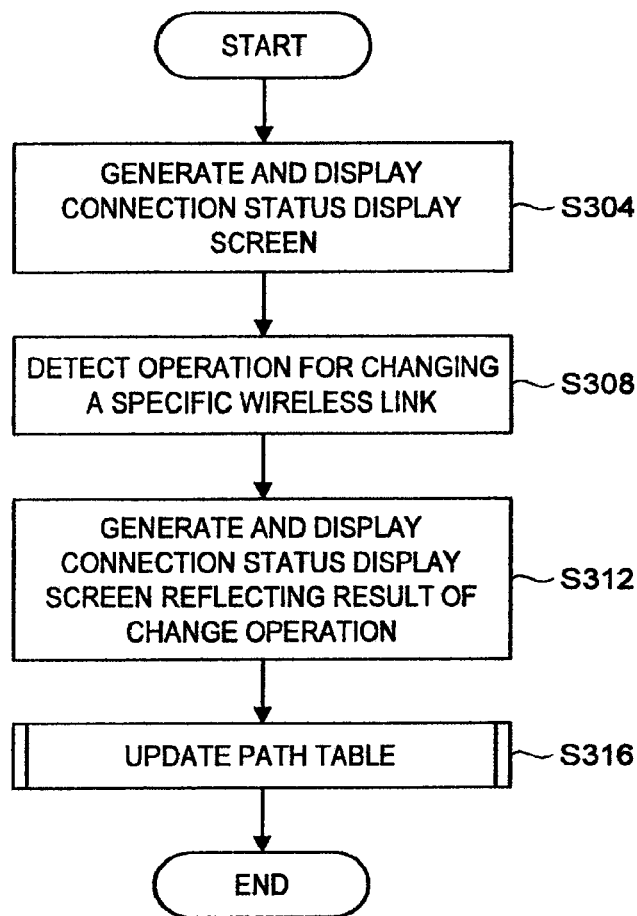 START
GENERATE AND DISPLAY
CONNECTION STATUS DISPLAY
SCREEN
S304
DETECT OPERATION FOR CHANGING
A SPECIFIC WIRELESS LINK
S308
GENERATE AND DISPLAY
CONNECTION STATUS DISPLAY
SCREEN REFLECTING RESULT OF
CHANGE OPERATION
S312
UPDATE PATH TABLE
S316
END